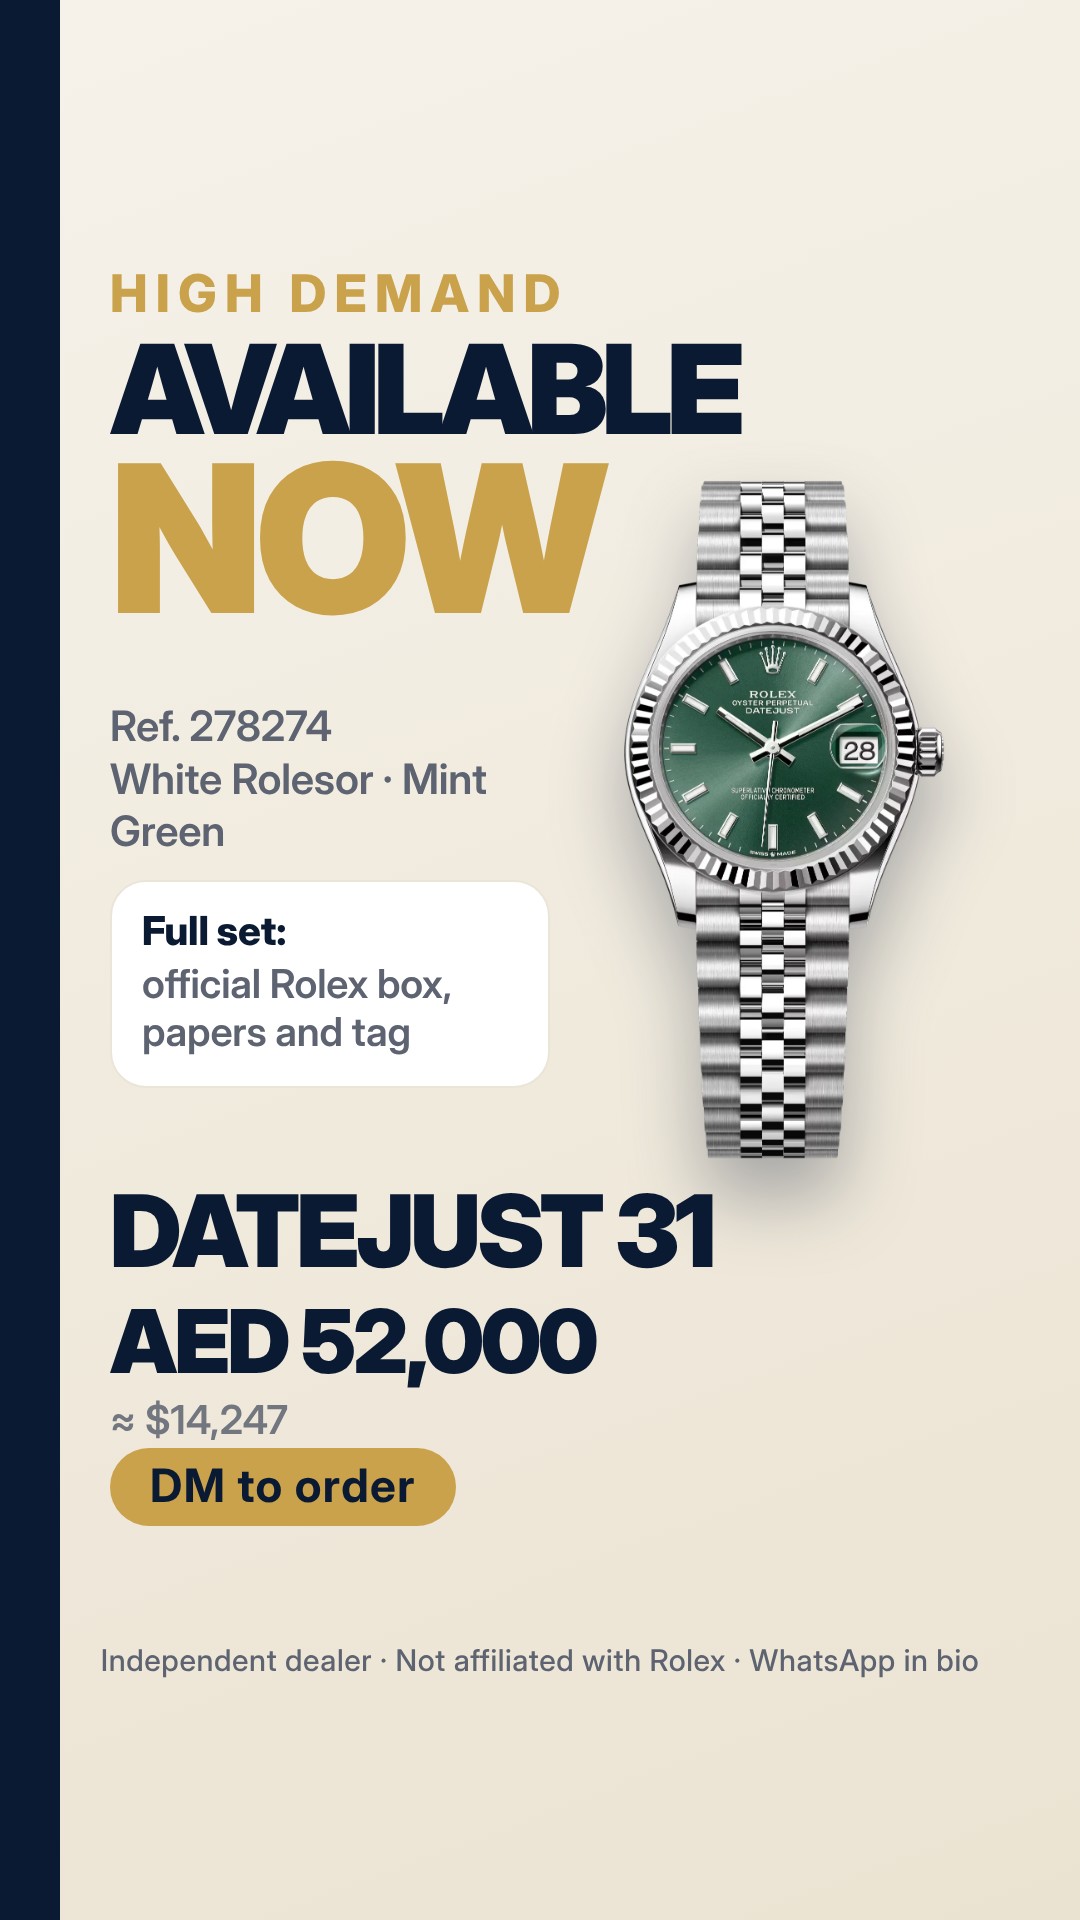 HIGH DEMAND
AVAILABLE
NOW
ROLEX
OYSTER PERPETUAL
DATEJUST
28
SUPERLATIVE CHRONOMETER
OFFICIALLY CERTIFIED
SWISS MADE
Ref. 278274
White Rolesor · Mint
Green
Full set:
official Rolex box,
papers and tag
DATEJUST 31
AED 52,000
≈ $14,247
DM to order
Independent dealer · Not affiliated with Rolex · WhatsApp in bio